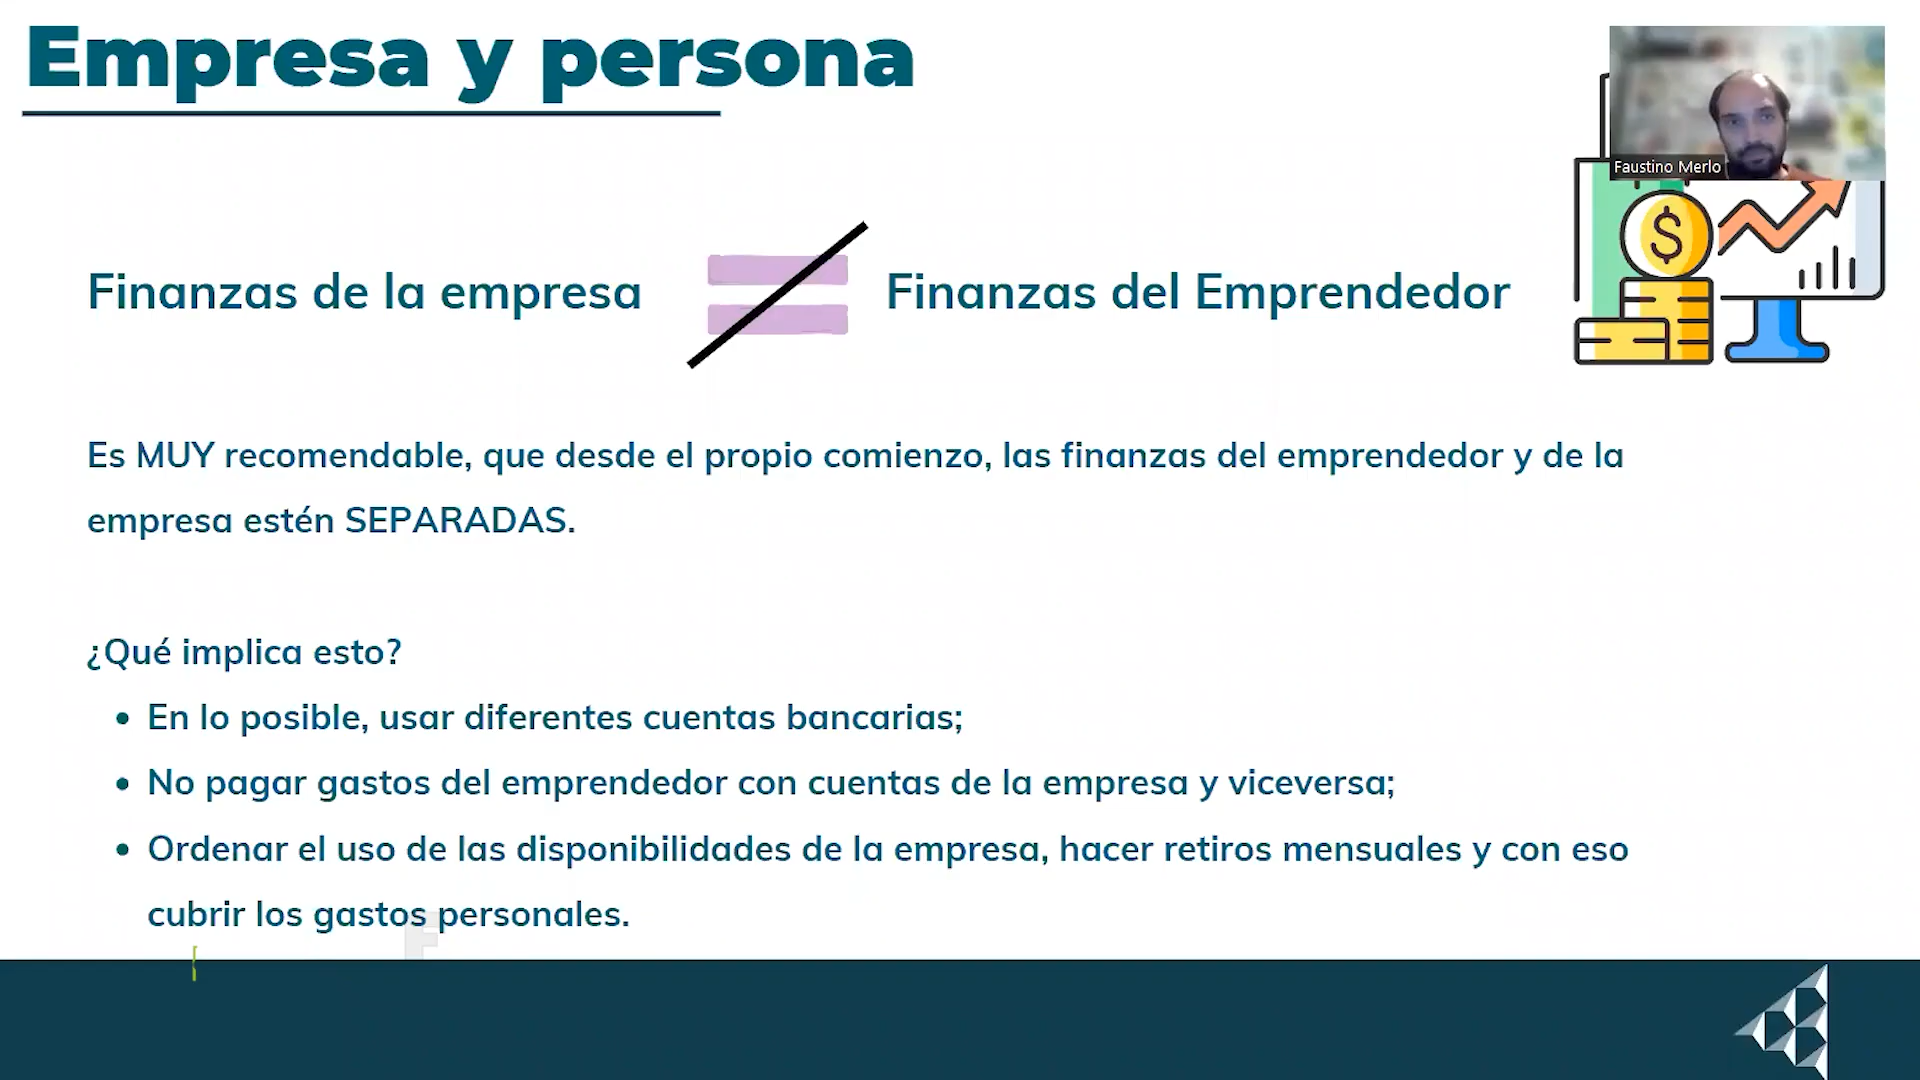 Empresa y persona
Faustino Merlo
$
Finanzas de la empresa
Finanzas del Emprendedor
Es MUY recomendable, que desde el propio comienzo, las finanzas del emprendedor y de la
empresa estén SEPARADAS.
¿Qué implica esto?
• En lo posible, usar diferentes cuentas bancarias;
• No pagar gastos del emprendedor con cuentas de la empresa y viceversa;
• Ordenar el uso de las disponibilidades de la empresa, hacer retiros mensuales y con eso
cubrir los gastos personales.
F